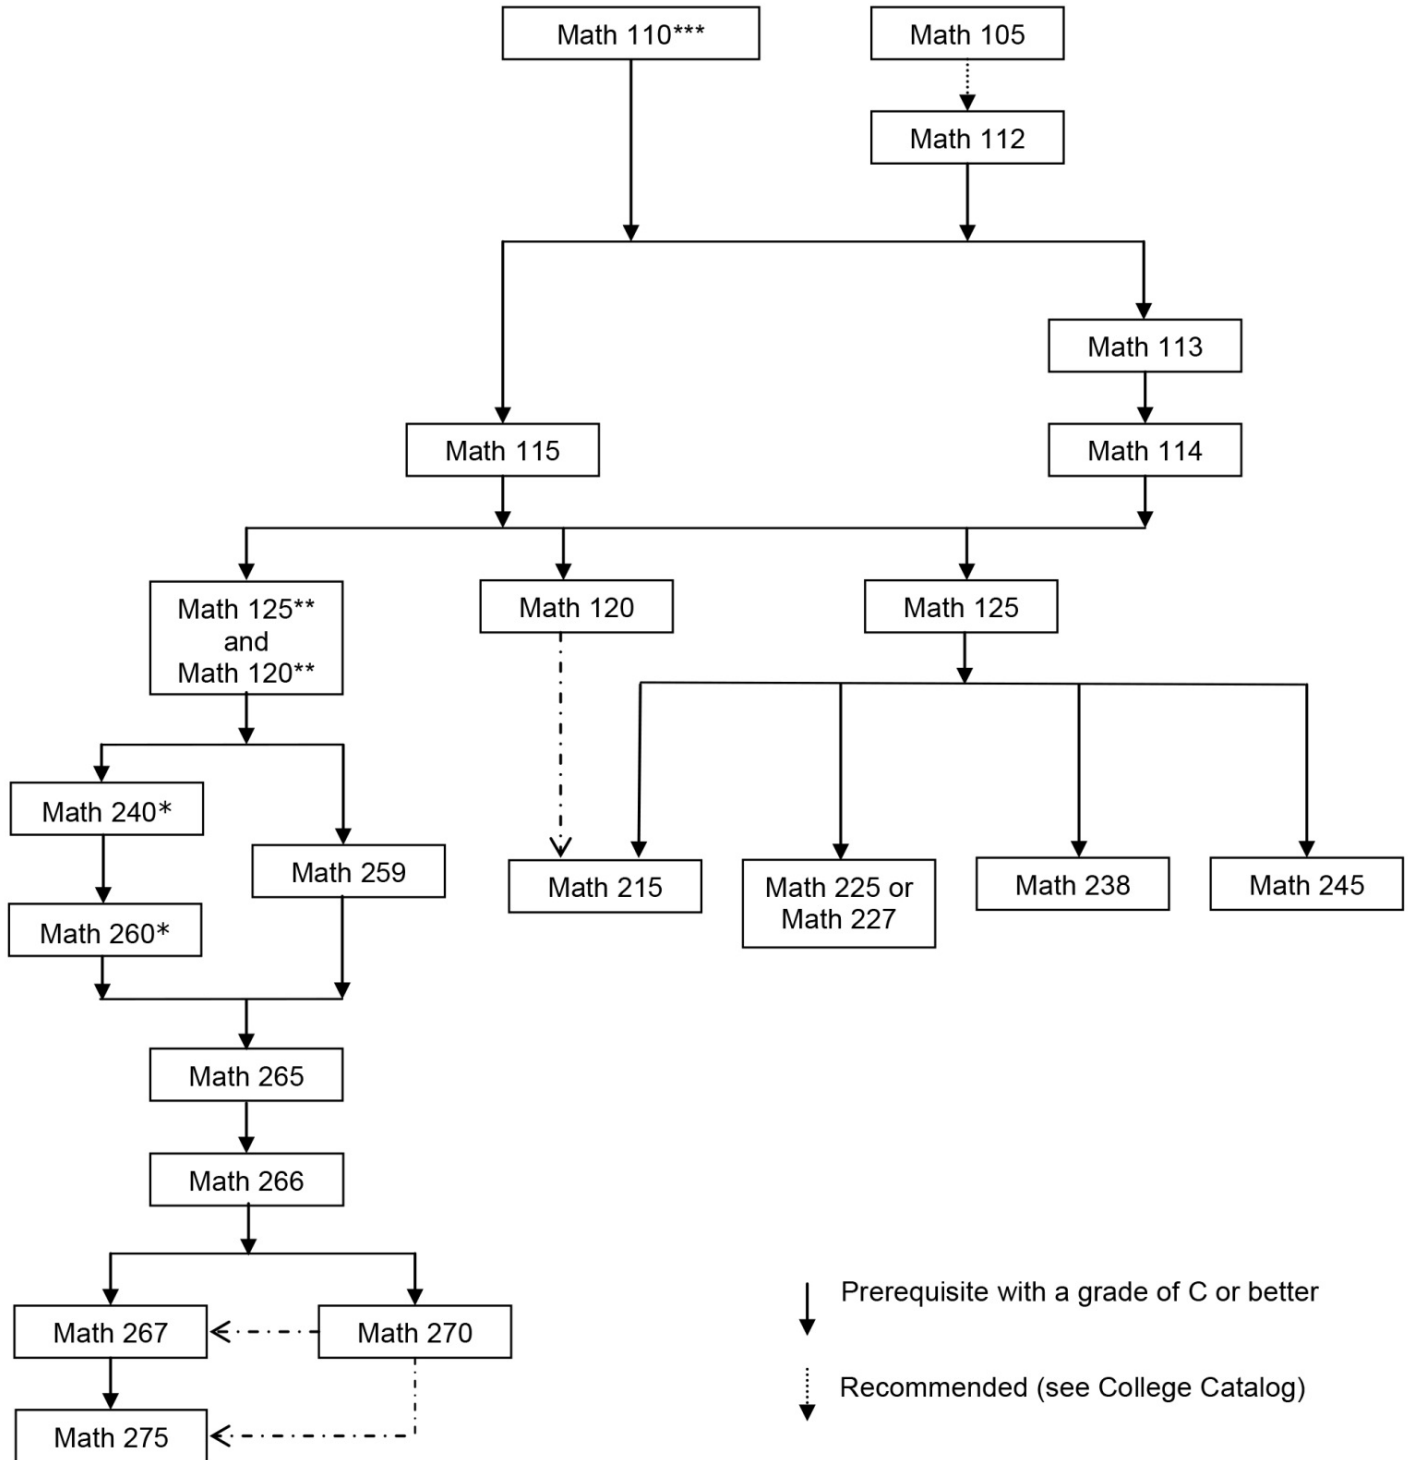 Math 110***
Math 105
Math 112
Math 113
Math 115
Math 114
Math 125**
and
Math 120**
Math 120
Math 125
Math 240*
Math 259
Math 215
Math 225 or
Math 227
Math 238
Math 245
Math 260*
Math 265
Math 266
Prerequisite with a grade of C or better
Math 267
Math 270
Recommended (see College Catalog)
Math 275